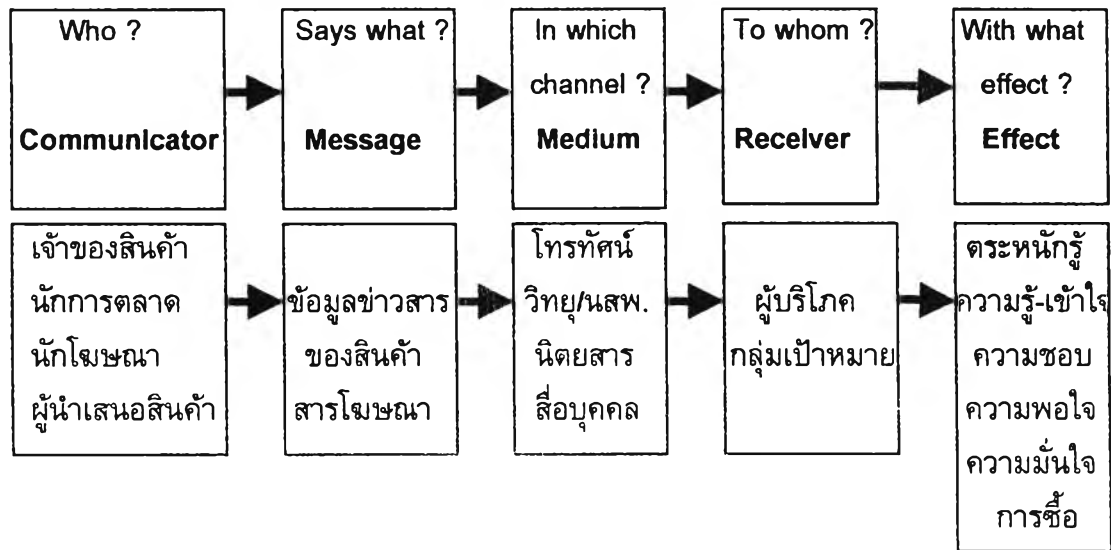 Who ?
Communicator
Says what ?
Message
In which
channel ?
Medium
To whom ?
Receiver
With what
effect ?
Effect
เจ้าของสินค้า
นักการตลาด
นักโฆษณา
ผู้นำเสนอสินค้า
ข้อมูลข่าวสาร
ของสินค้า
สารโฆษณา
โทรทัศน์
วิทยุ/นสพ.
นิตยสาร
สื่อบุคคล
ผู้บริโภค
กลุ่มเป้าหมาย
ตระหนักรู้
ความรู้-เข้าใจ
ความชอบ
ความพอใจ
ความมั่นใจ
การซื้อ